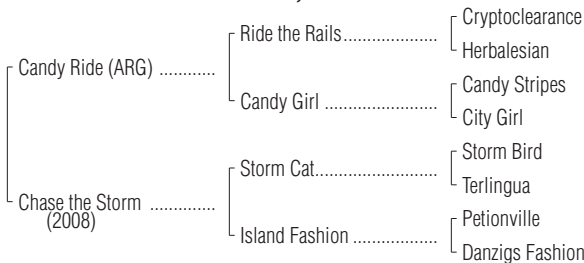 Cryptoclearance
Ride the Rails....................
Herbalesian
Candy Ride (ARG) ............
Candy Stripes
Candy Girl ........................
City Girl
Storm Bird
Storm Cat..........................
Terlingua
Chase the Storm ..............
(2008)
Petionville
Island Fashion ..................
Danzigs Fashion